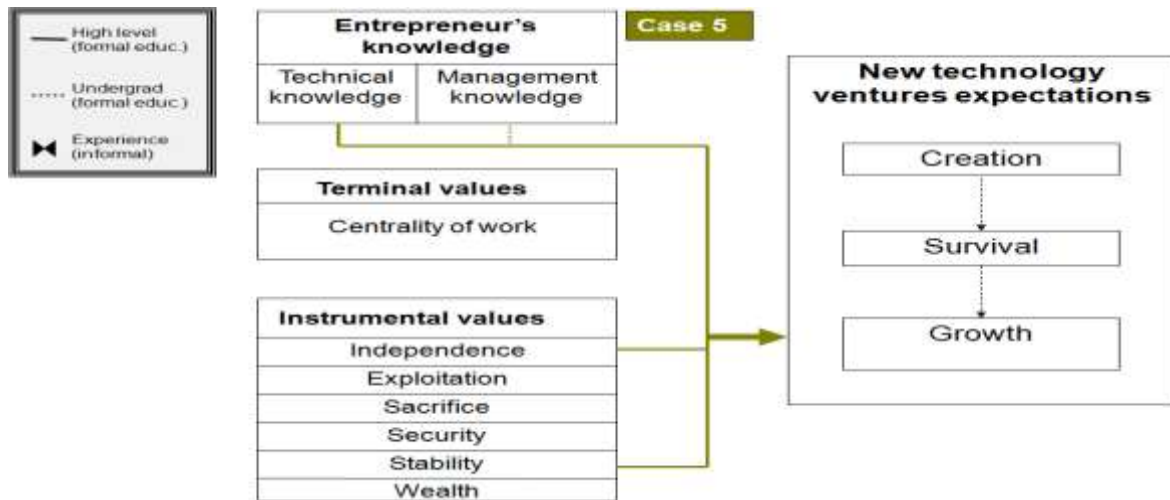 High level
(formal educ.)
Undergrad
(formal educ.)
Experience
(informal)
Entrepreneur's
knowledge
Technical
knowledge
Management
knowledge
Case 5
Terminal values
Centrality of work
Instrumental values
Independence
Exploitation
Sacrifice
Security
Stability
Wealth
New technology
ventures expectations
Creation
Survival
Growth